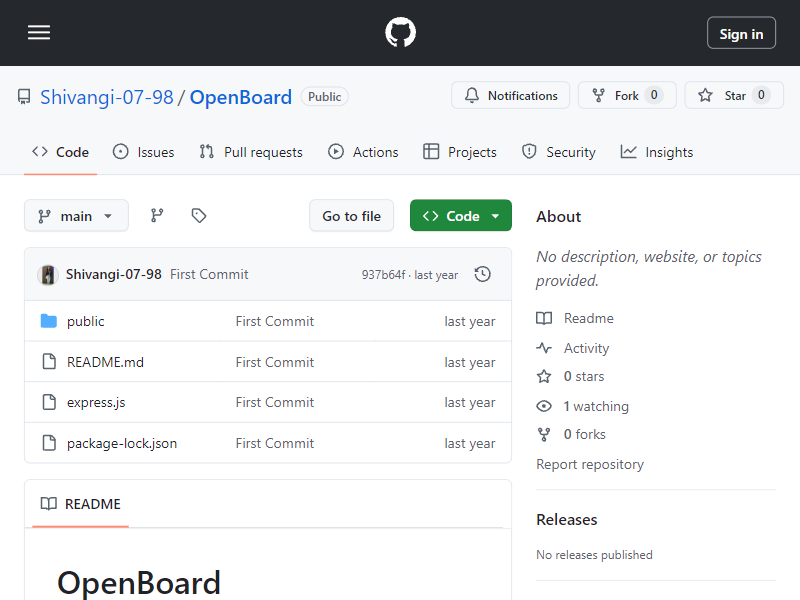 Sign in
Shivangi-07-98 / OpenBoard Public
Notifications Fork 0 Star 0
Code Issues Pull requests Actions Projects Security Insights
main Go to file Code
Shivangi-07-98 First Commit 937b64f · last year
public First Commit last year
README.md First Commit last year
express.js First Commit last year
package-lock.json First Commit last year
README
OpenBoard
About
No description, website, or topics
provided.
Readme
Activity
0 stars
1 watching
0 forks
Report repository
Releases
No releases published